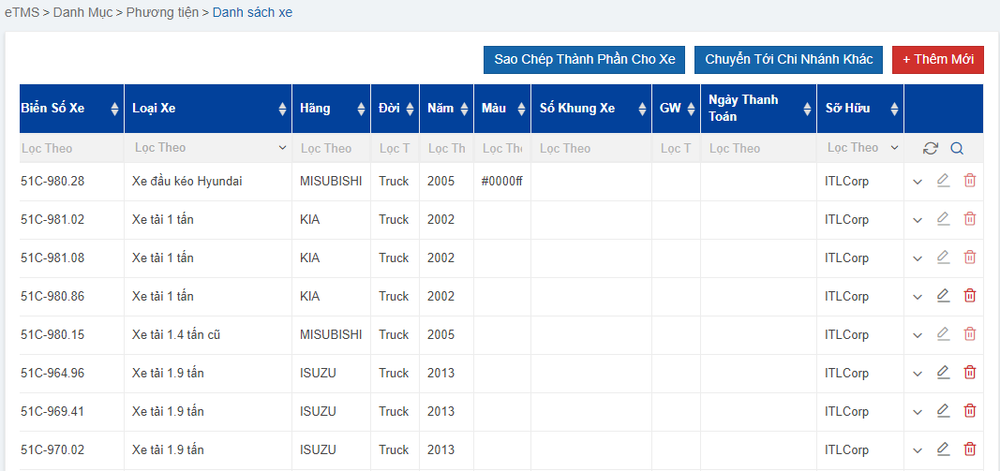 eTMS > Danh Mục > Phương tiện > Danh sách xe
Sao Chép Thành Phần Cho Xe Chuyển Tới Chi Nhánh Khác + Thêm Mới
Biển Số Xe Loại Xe Hãng Đời Năm Màu Số Khung Xe GW Ngày Thanh Toán Sỡ Hữu
Lọc Theo Lọc Theo Lọc Theo Lọc T Lọc Th Lọc The Lọc Theo Lọc T Lọc Theo Lọc Theo
51C-980.28 Xe đầu kéo Hyundai MISUBISHI Truck 2005 #0000ff ITLCorp
51C-981.02 Xe tải 1 tấn KIA Truck 2002 ITLCorp
51C-981.08 Xe tải 1 tấn KIA Truck 2002 ITLCorp
51C-980.86 Xe tải 1 tấn KIA Truck 2002 ITLCorp
51C-980.15 Xe tải 1.4 tấn cũ MISUBISHI Truck 2005 ITLCorp
51C-964.96 Xe tải 1.9 tấn ISUZU Truck 2013 ITLCorp
51C-969.41 Xe tải 1.9 tấn ISUZU Truck 2013 ITLCorp
51C-970.02 Xe tải 1.9 tấn ISUZU Truck 2013 ITLCorp